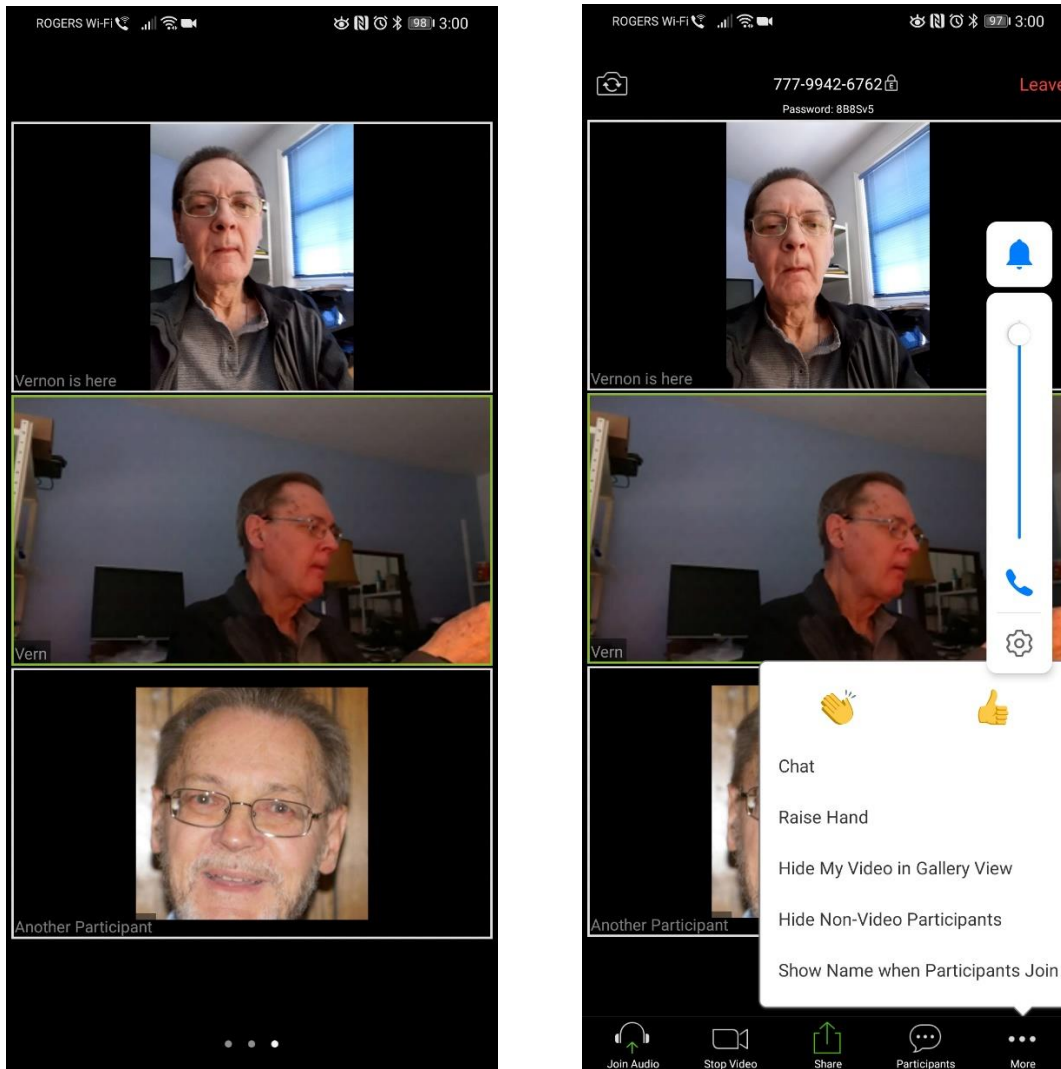 ROGERS Wi-Fi 98 3:00
Vernon is here
Vern
Another Participant
ROGERS Wi-Fi 97 3:00
777-9942-6762 E Leave
Password: 8B8Sv5
Vernon is here
Vern
Chat
Raise Hand
Hide My Video in Gallery View
Hide Non-Video Participants
Another Participant
Show Name when Participants Join
Join Audio Stop Video Share Participants More